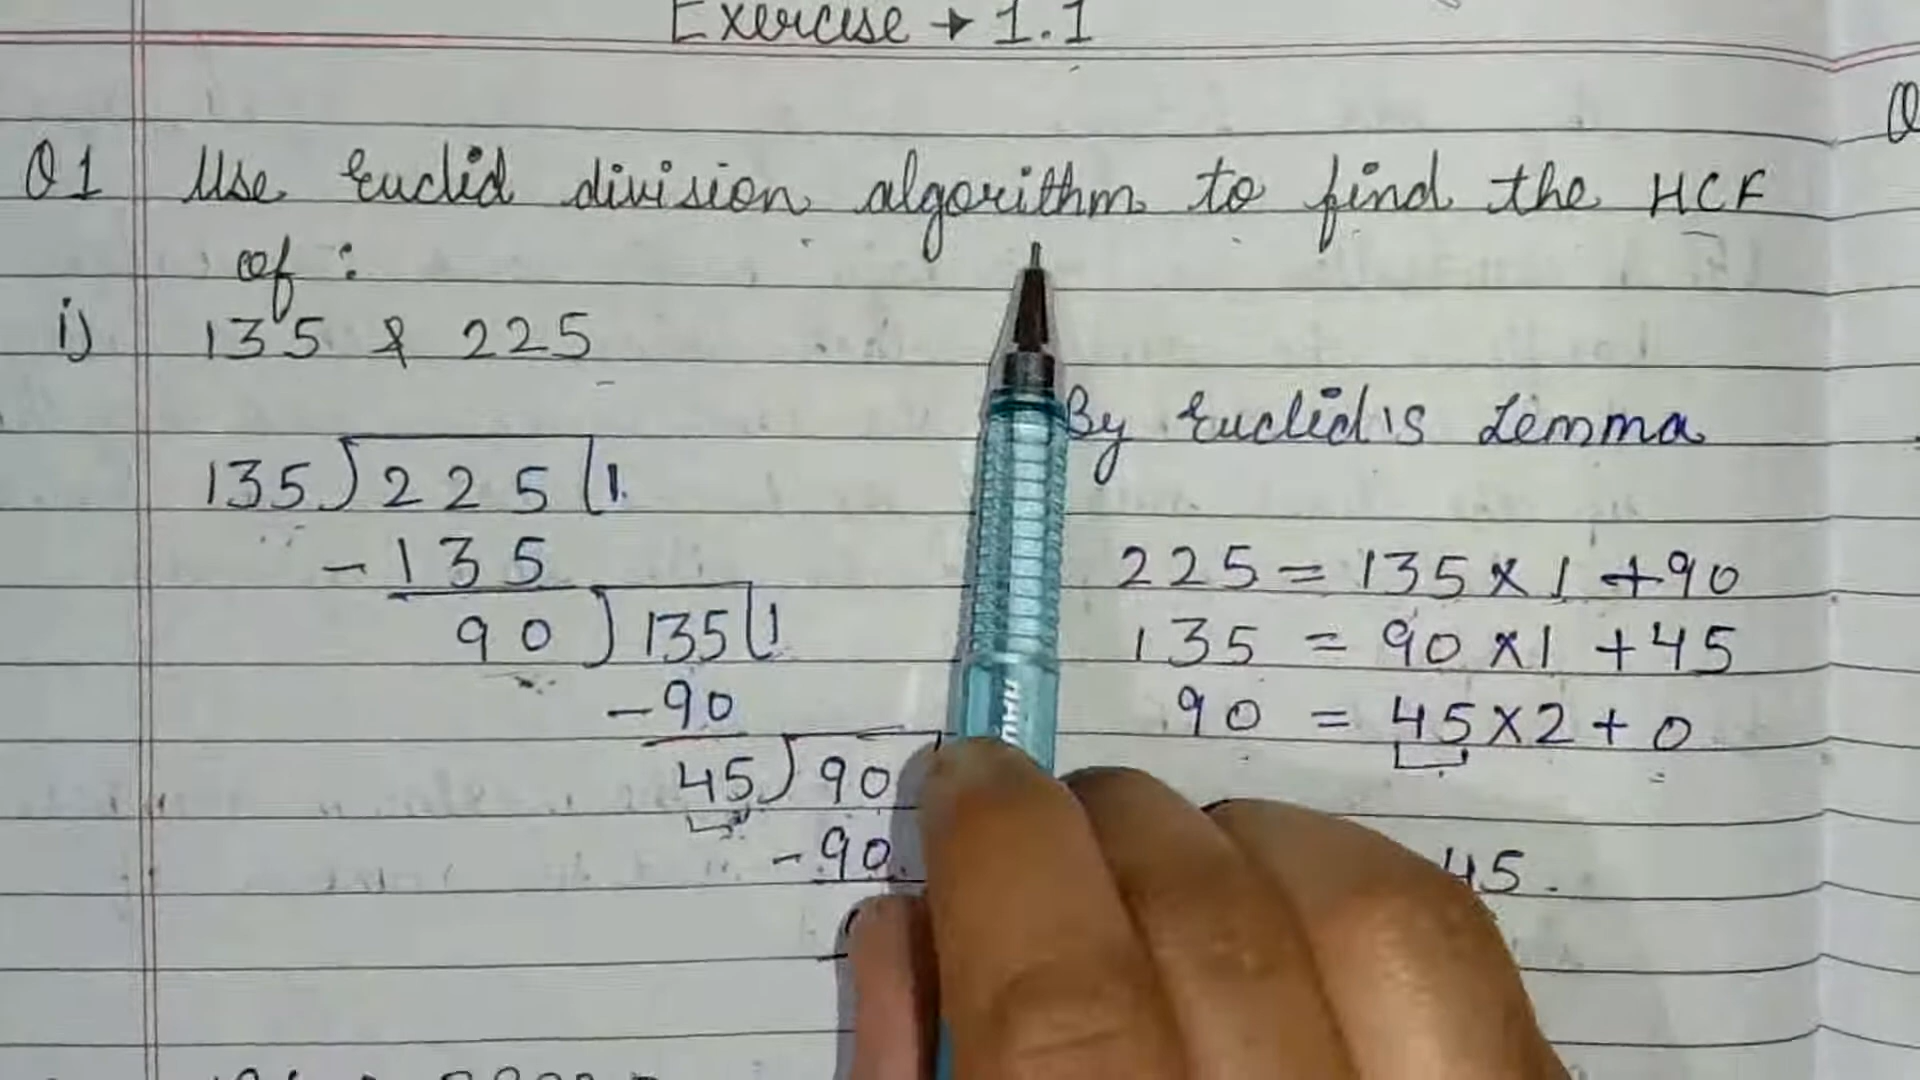 Exercise → 1.1
Q1 Use Euclid division algorithm to find the HCF
of :
i) 135 & 225
By Euclid's Lemma
135)225(1
-135
90)135(1
-90
45)90
-90
225 = 135 × 1 + 90
135 = 90 × 1 + 45
90 = 45 × 2 + 0
45.